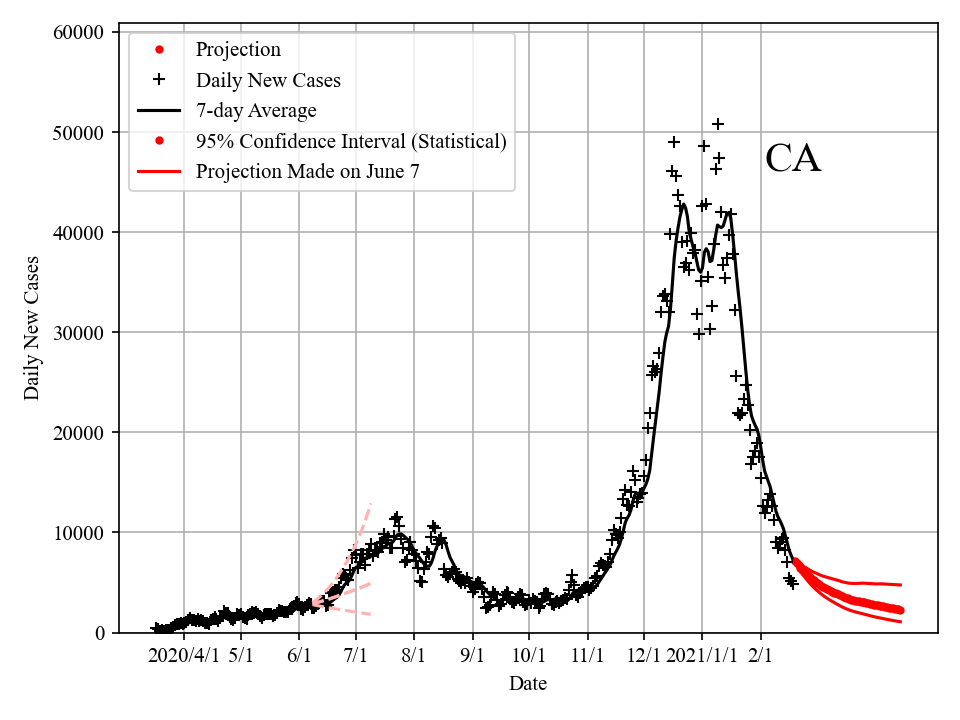 60000
50000
40000
30000
20000
10000
0
Daily New Cases
Projection
Daily New Cases
7-day Average
95% Confidence Interval (Statistical)
Projection Made on June 7
CA
2020/4/1 5/1 6/1 7/1 8/1 9/1 10/1 11/1 12/1 2021/1/1 2/1
Date